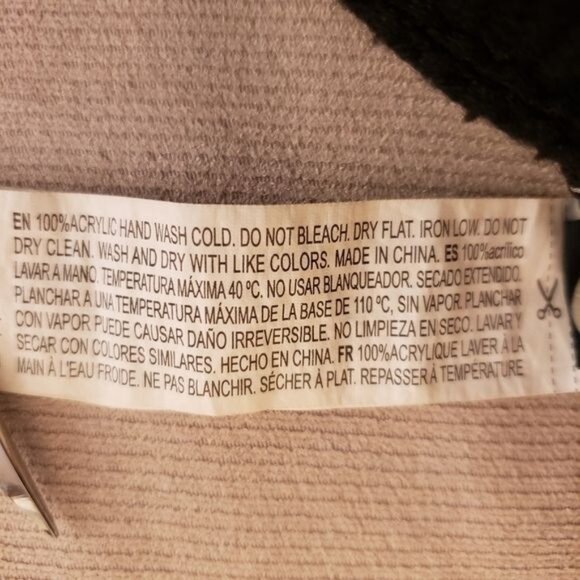 EN 100%ACRYLIC HAND WASH COLD. DO NOT BLEACH. DRY FLAT. IRON LOW. DO NOT
DRY CLEAN. WASH AND DRY WITH LIKE COLORS. MADE IN CHINA. ES 100%acrílico
LAVAR A MANO. TEMPERATURA MÁXIMA 40 ºC. NO USAR BLANQUEADOR. SECADO EXTENDIDO.
PLANCHAR A UNA TEMPERATURA MÁXIMA DE LA BASE DE 110 ºC, SIN VAPOR. PLANCHAR
CON VAPOR PUEDE CAUSAR DAÑO IRREVERSIBLE. NO LIMPIEZA EN SECO. LAVAR Y
SECAR CON COLORES SIMILARES. HECHO EN CHINA. FR 100%ACRYLIQUE LAVER À LA
MAIN À L'EAU FROIDE. NE PAS BLANCHIR. SÉCHER À PLAT. REPASSER À TEMPÉRATURE